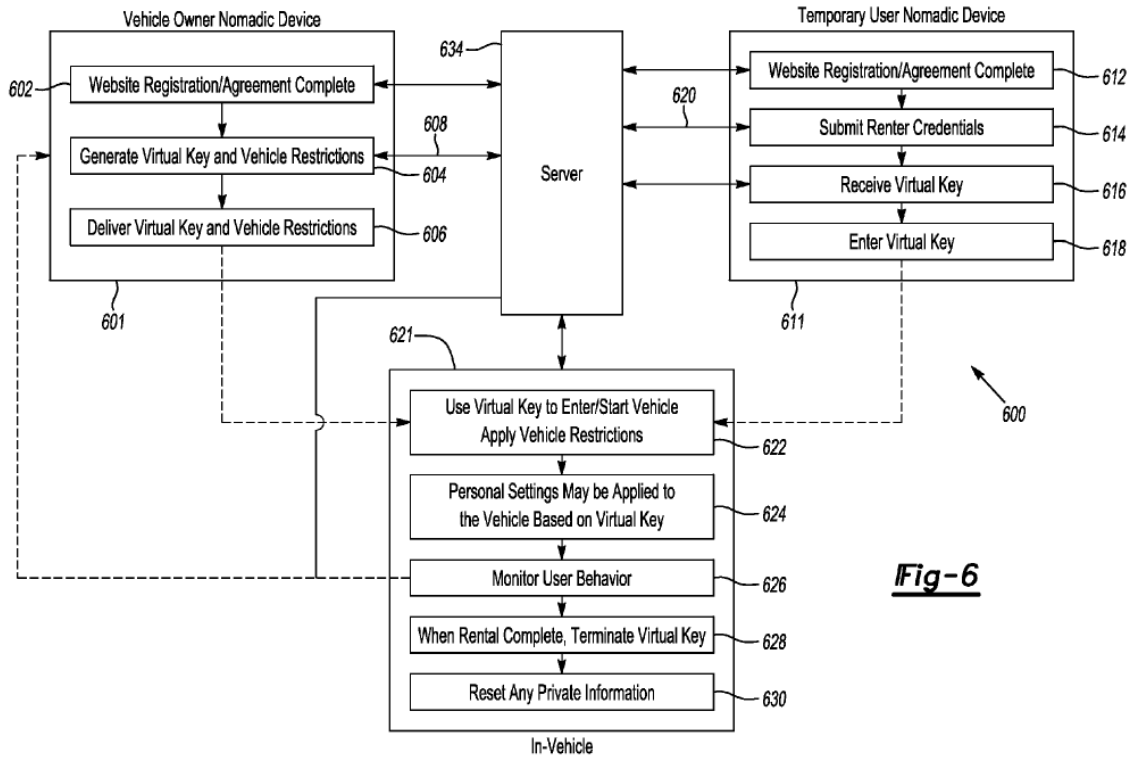 Vehicle Owner Nomadic Device
Temporary User Nomadic Device
634
602
Website Registration/Agreement Complete
Website Registration/Agreement Complete
612
608
620
Generate Virtual Key and Vehicle Restrictions
604
Server
Submit Renter Credentials
614
Receive Virtual Key
616
Deliver Virtual Key and Vehicle Restrictions
606
Enter Virtual Key
618
601
611
621
600
Use Virtual Key to Enter/Start Vehicle
Apply Vehicle Restrictions
622
Personal Settings May be Applied to
the Vehicle Based on Virtual Key
624
Monitor User Behavior
626
Fig-6
When Rental Complete, Terminate Virtual Key
628
Reset Any Private Information
630
In-Vehicle